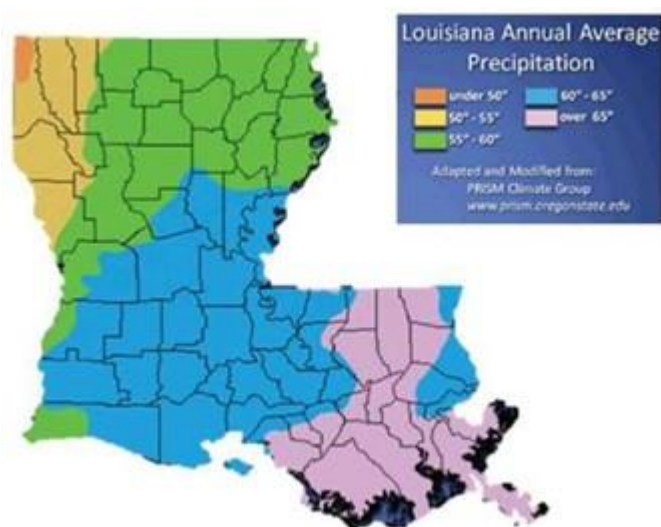 Louisiana Annual Average
Precipitation
under 50"
60" - 65"
50" - 55"
over 65"
55" - 60"
Adapted and Modified from:
PRISM Climate Group
www.prism.oregonstate.edu